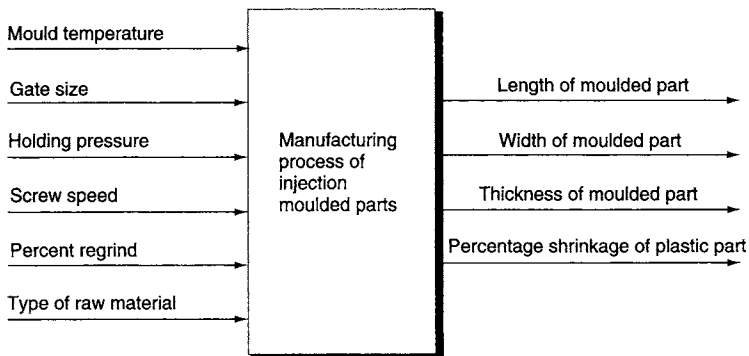 Mould temperature
Gate size
Holding pressure
Screw speed
Percent regrind
Type of raw material
Manufacturing
process of
injection
moulded parts
Length of moulded part
Width of moulded part
Thickness of moulded part
Percentage shrinkage of plastic part